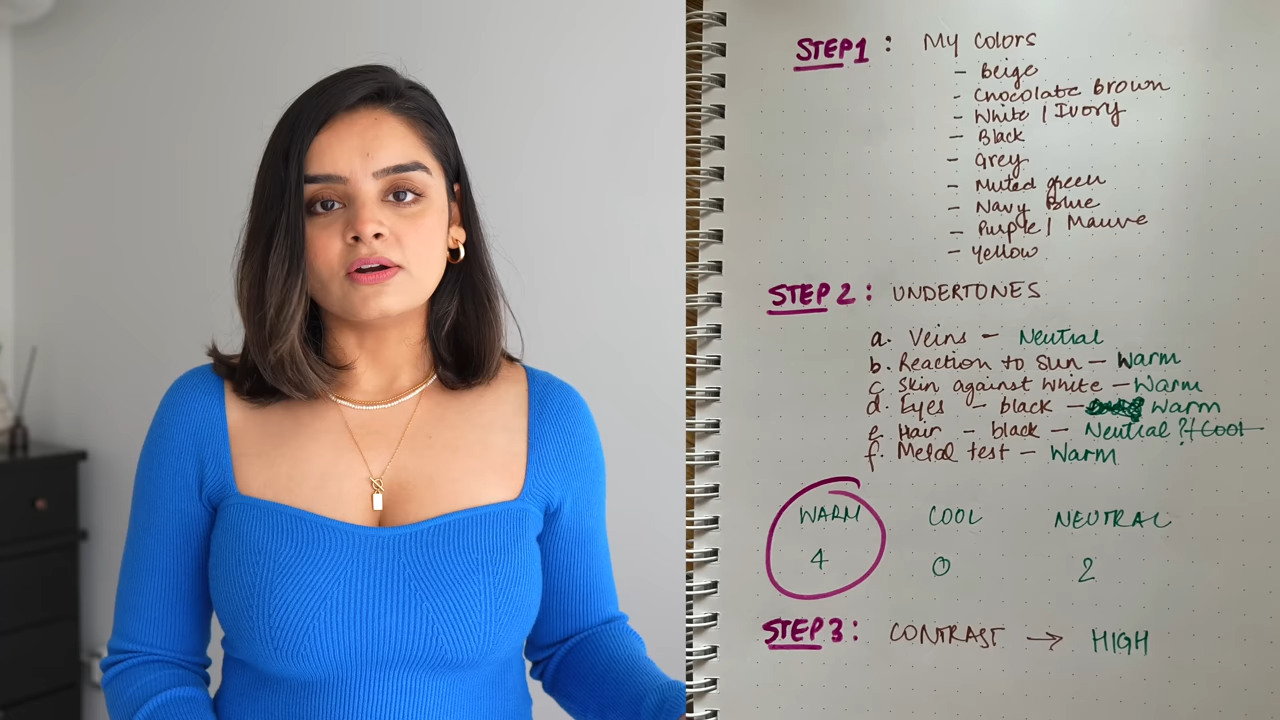 STEP1 : My Colors
- Beige
- Chocolate Brown
- White / Ivory
- Black
- Grey
- Muted green
- Navy Blue
- Purple / Mauve
- Yellow
STEP 2 : UNDERTONES
a. Veins - Neutral
b. Reaction to Sun - Warm
c. Skin against White - Warm
d. Eyes - black - Warm
e. Hair - black - Neutral ?/ Cool
f. Metal test - Warm
WARM COOL NEUTRAL
4 0 2
STEP 3 : CONTRAST → HIGH